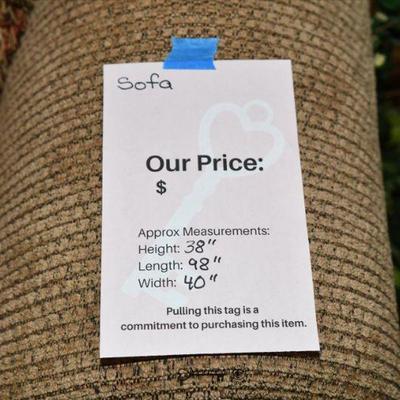 Sofa
Our Price:
$
Approx Measurements:
Height: 38"
Length: 98"
Width: 40"
Pulling this tag is a
commitment to purchasing this item.